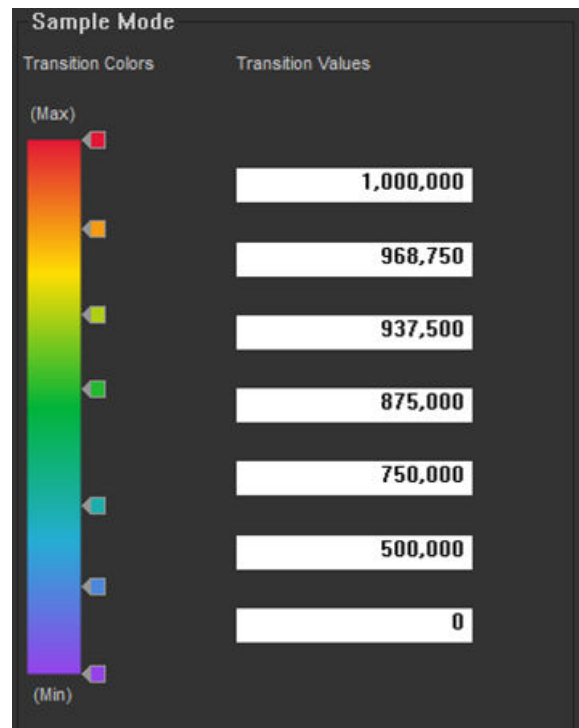 Sample Mode
Transition Colors Transition Values
(Max)
1,000,000
968,750
937,500
875,000
750,000
500,000
0
(Min)